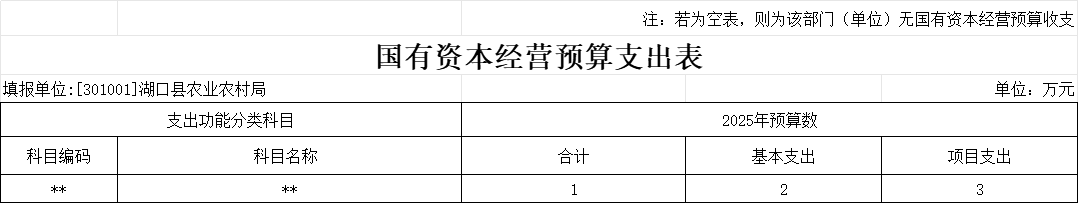 注：若为空表，则为该部门（单位）无国有资本经营预算收支
国有资本经营预算支出表
填报单位:[301001]湖口县农业农村局 单位：万元
支出功能分类科目 2025年预算数
科目编码 科目名称 合计 基本支出 项目支出
** ** 1 2 3